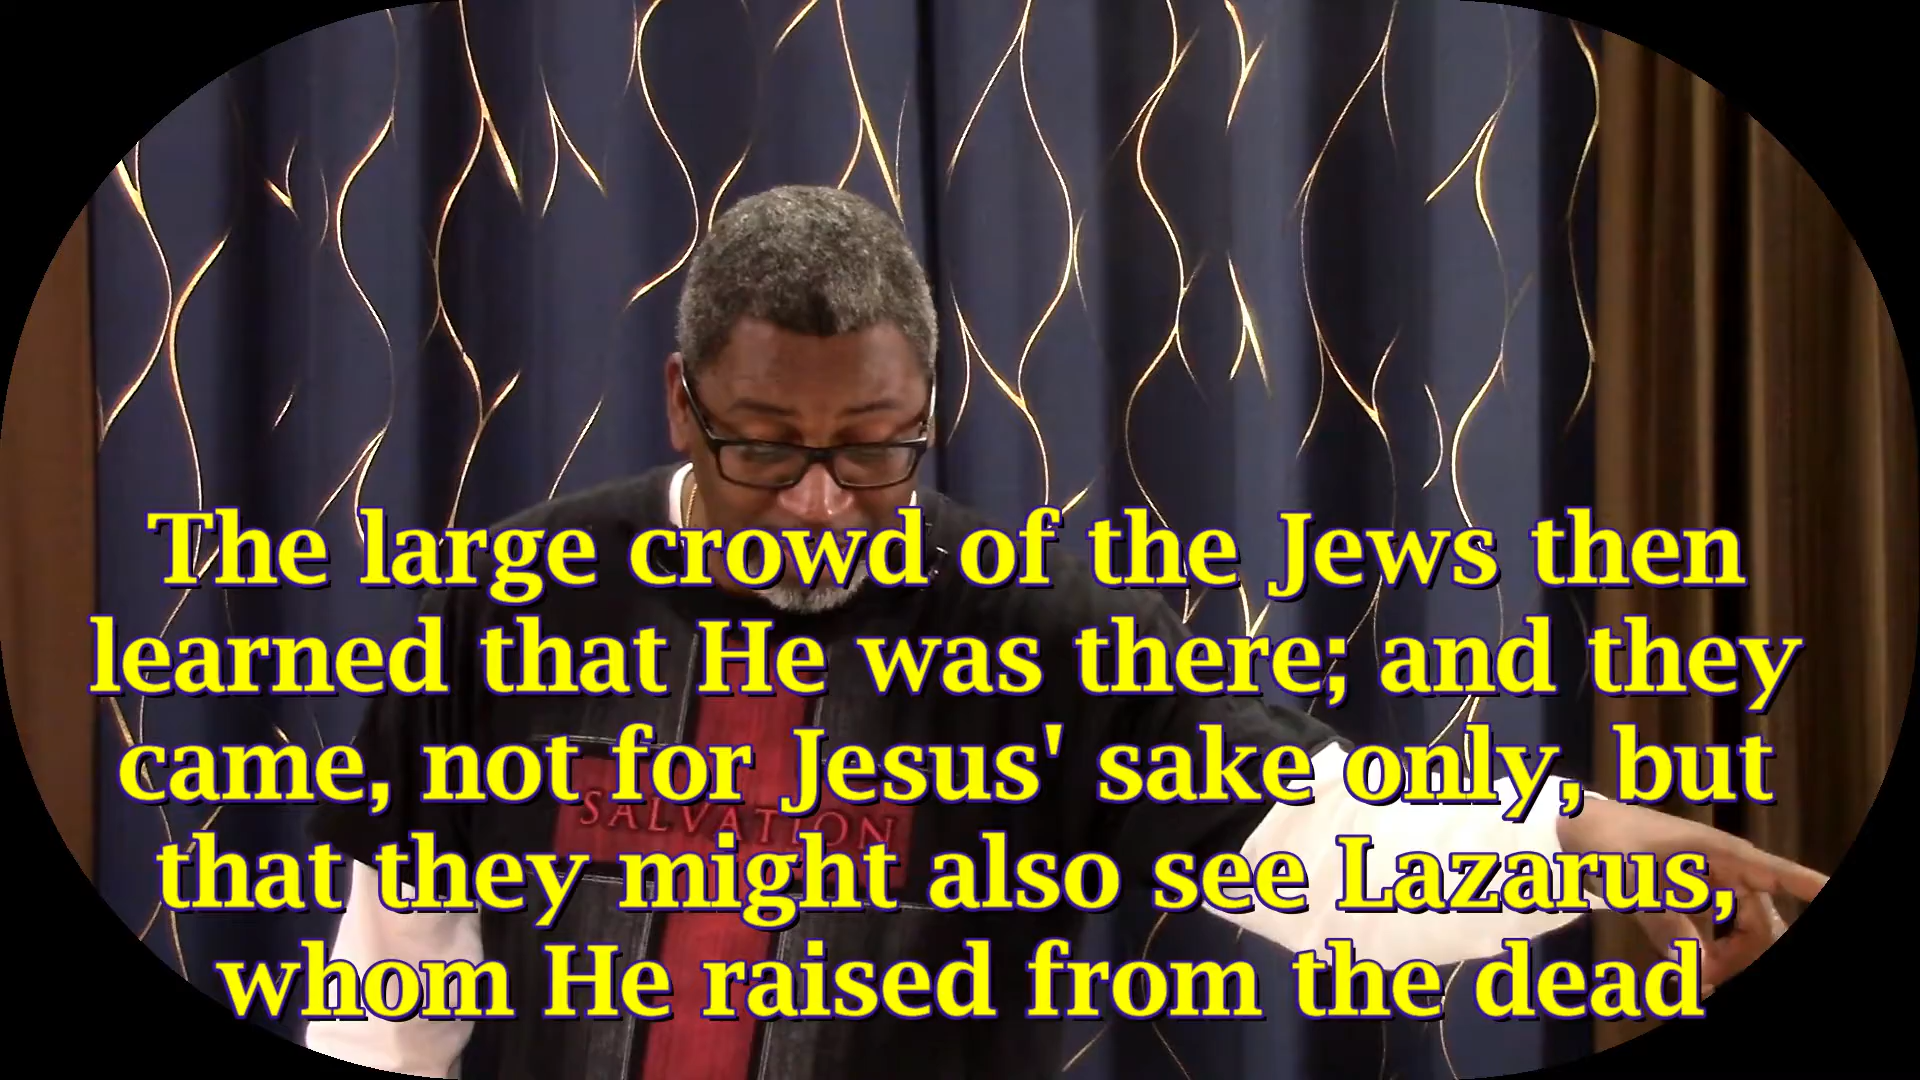 The large crowd of the Jews then
learned that He was there; and they
came, not for Jesus' sake only, but
SALVATION
that they might also see Lazarus,
whom He raised from the dead